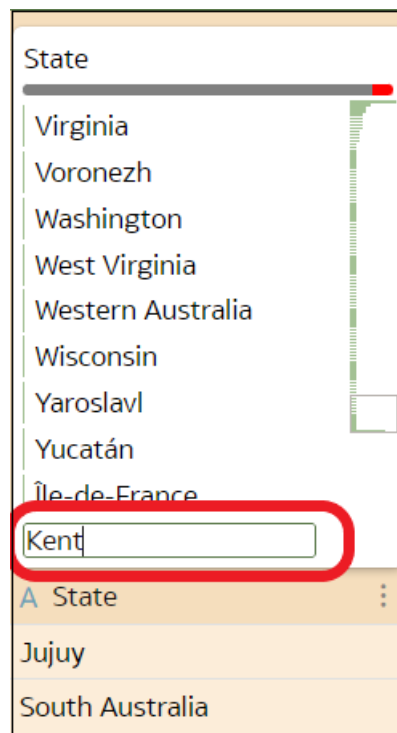 State
Virginia
Voronezh
Washington
West Virginia
Western Australia
Wisconsin
Yaroslavl
Yucatán
Île-de-France
Kent
A State
Jujuy
South Australia